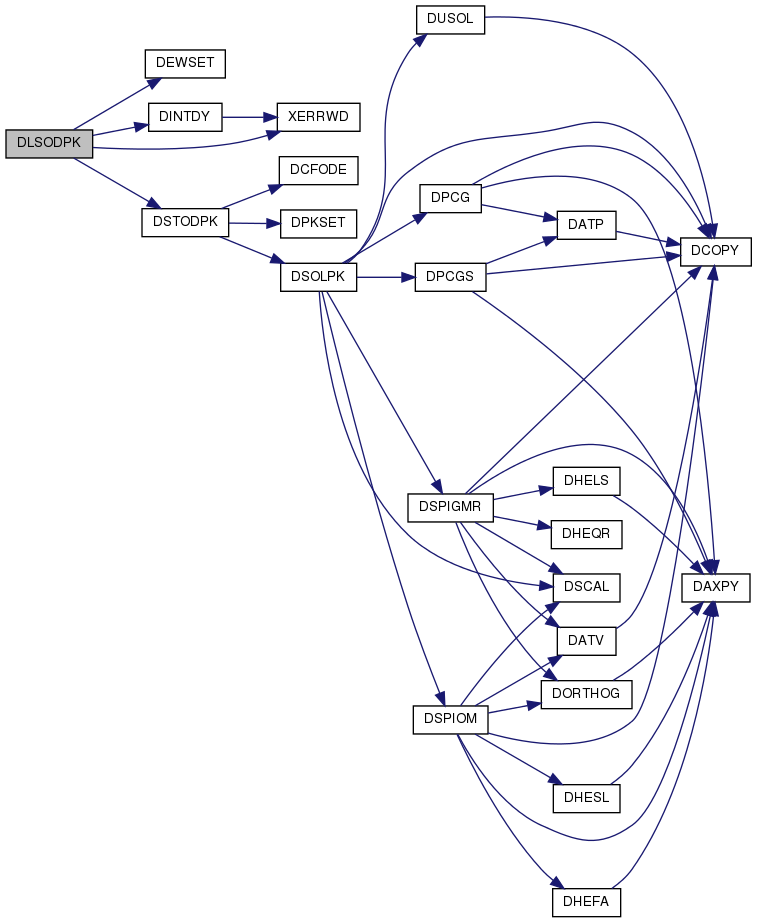 DUSOL
DEWSET
DINTDY
XERRWD
DLSODPK
DCFODE
DPCG
DSTODPK
DPKSET
DATP
DCOPY
DSOLPK
DPCGS
DHELS
DSPIGMR
DHEQR
DSCAL
DAXPY
DATV
DORTHOG
DSPIOM
DHESL
DHEFA